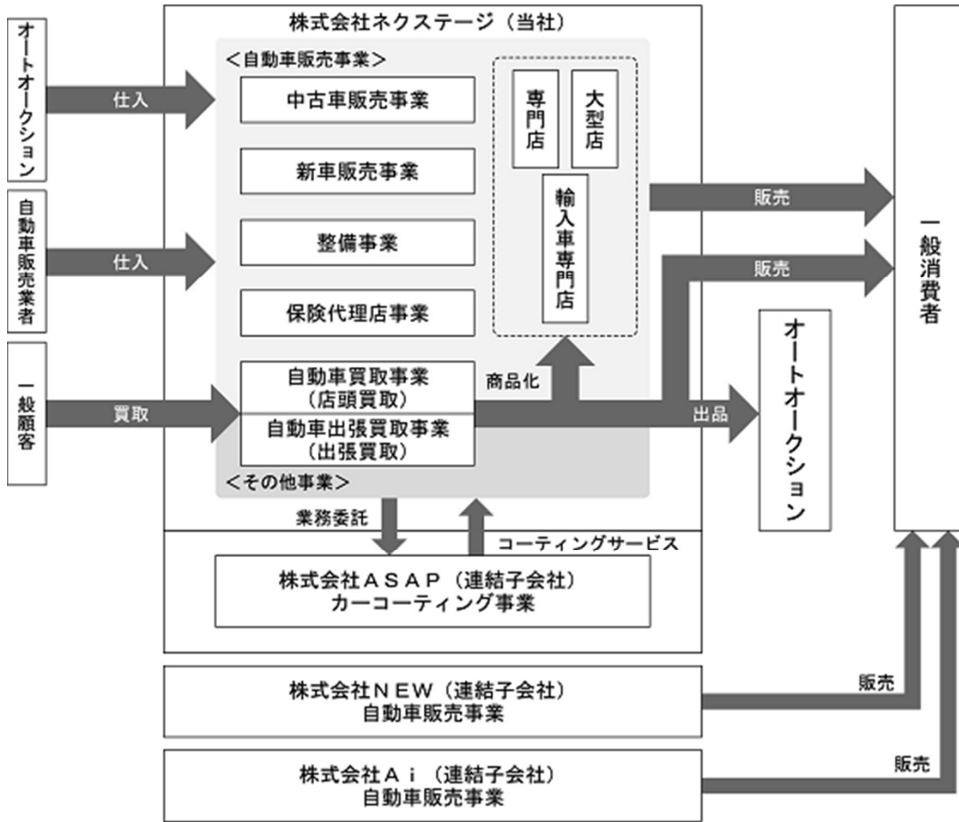 株式会社ネクステージ（当社）
オートオークション
自動車販売業者
一般顧客
仕入
仕入
買取
＜自動車販売事業＞
中古車販売事業
新車販売事業
整備事業
保険代理店事業
自動車買取事業
（店頭買取）
自動車出張買取事業
（出張買取）
＜その他事業＞
専門店
大型店
輸入車専門店
商品化
販売
販売
出品
オートオークション
一般消費者
業務委託
コーティングサービス
株式会社ＡＳＡＰ（連結子会社）
カーコーティング事業
株式会社ＮＥＷ（連結子会社）
自動車販売事業
販売
株式会社Ａｉ（連結子会社）
自動車販売事業
販売